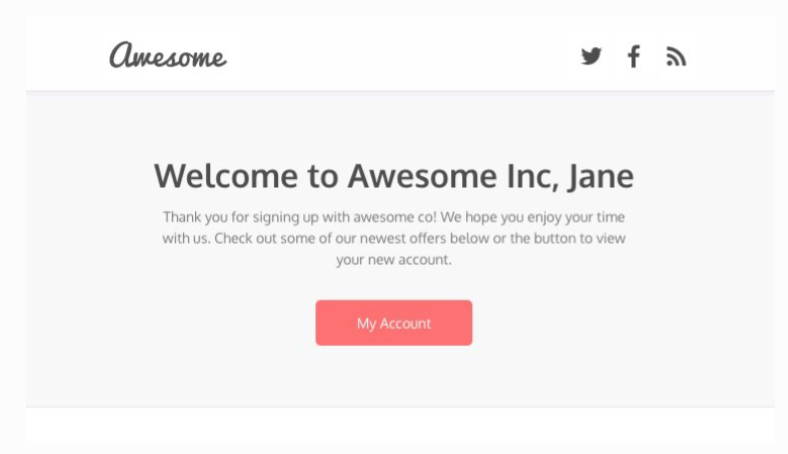 Awesome
Welcome to Awesome Inc, Jane
Thank you for signing up with awesome co! We hope you enjoy your time
with us. Check out some of our newest offers below or the button to view
your new account.
My Account